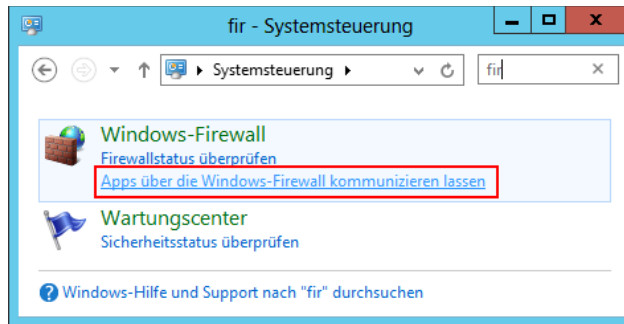 fir - Systemsteuerung
Systemsteuerung
fir
Windows-Firewall
Firewallstatus überprüfen
Apps über die Windows-Firewall kommunizieren lassen
Wartungscenter
Sicherheitsstatus überprüfen
Windows-Hilfe und Support nach "fir" durchsuchen